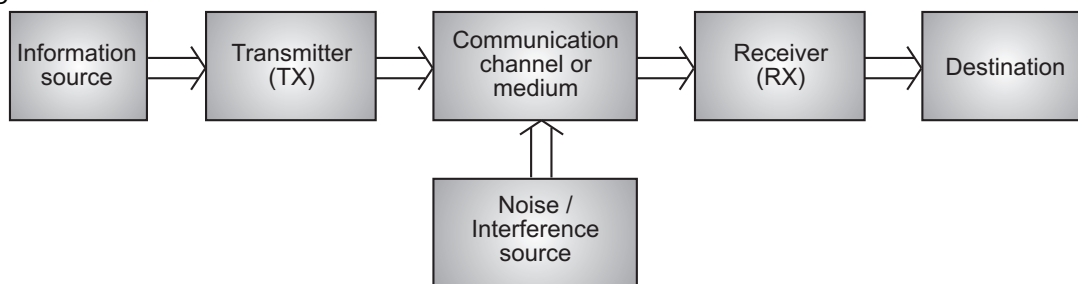 Information
source
Transmitter
(TX)
Communication
channel or
medium
Receiver
(RX)
Destination
Noise /
Interference
source